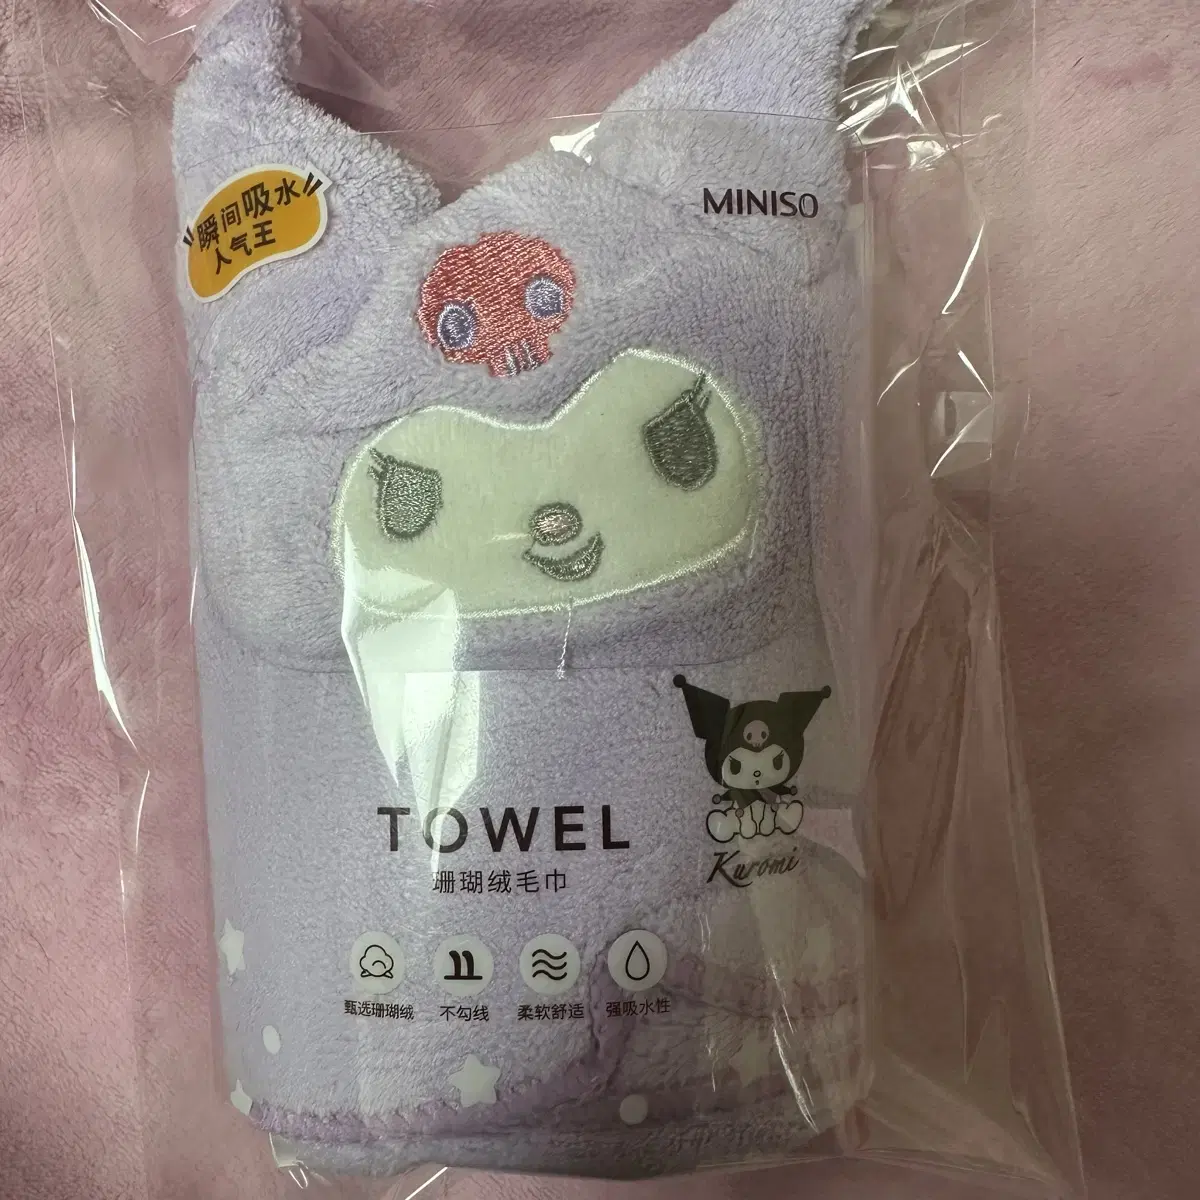 MINISO
瞬间吸水
人气王
TOWEL
珊瑚绒毛巾
Kuromi
甄选珊瑚绒
不勾线
柔软舒适
强吸水性